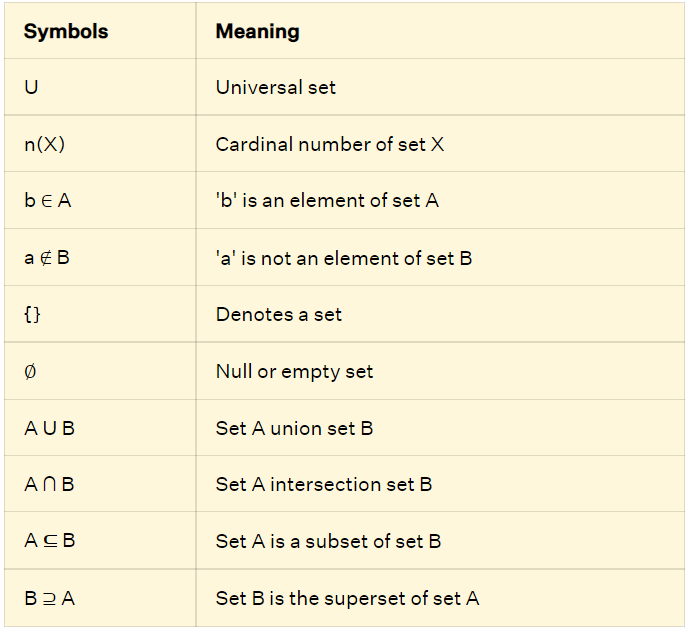 Symbols Meaning
U Universal set
n(X) Cardinal number of set X
b ∈ A 'b' is an element of set A
a ∉ B 'a' is not an element of set B
{} Denotes a set
∅ Null or empty set
A U B Set A union set B
A ∩ B Set A intersection set B
A ⊆ B Set A is a subset of set B
B ⊇ A Set B is the superset of set A